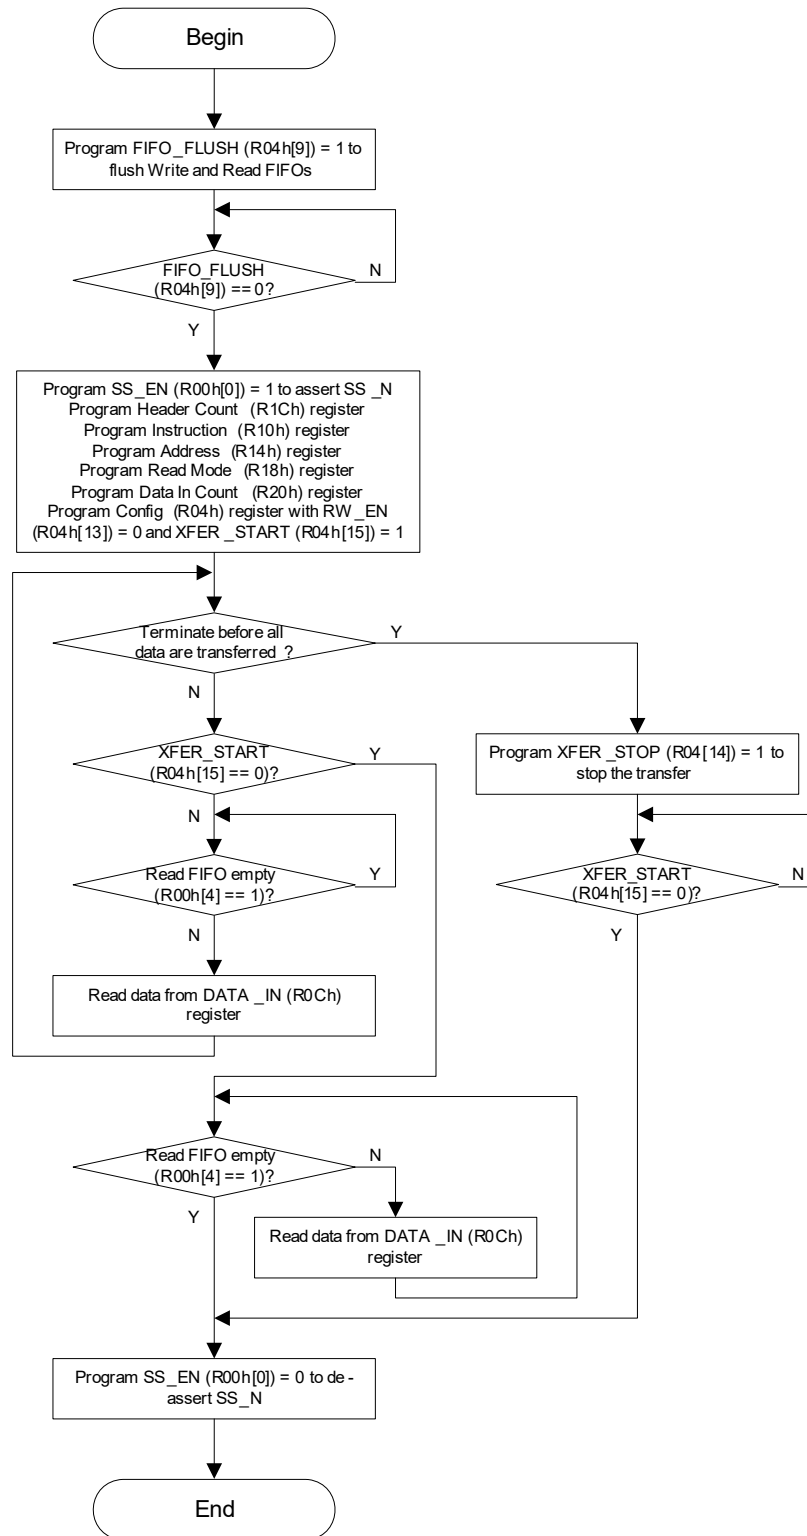 Begin
Program FIFO_FLUSH (R04h[9]) = 1 to
flush Write and Read FIFOs
FIFO_FLUSH
(R04h[9]) == 0?
N
Y
Program SS_EN (R00h[0]) = 1 to assert SS_N
Program Header Count (R1Ch) register
Program Instruction (R10h) register
Program Address (R14h) register
Program Read Mode (R18h) register
Program Data In Count (R20h) register
Program Config (R04h) register with RW_EN
(R04h[13]) = 0 and XFER_START (R04h[15]) = 1
Terminate before all
data are transferred ?
Y
N
XFER_START
(R04h[15] == 0)?
Y
N
Program XFER_STOP (R04[14]) = 1 to
stop the transfer
Read FIFO empty
(R00h[4] == 1)?
Y
N
XFER_START
(R04h[15] == 0)?
N
Y
Read data from DATA_IN (R0Ch)
register
Read FIFO empty
(R00h[4] == 1)?
N
Y
Read data from DATA_IN (R0Ch)
register
Program SS_EN (R00h[0]) = 0 to de-
assert SS_N
End